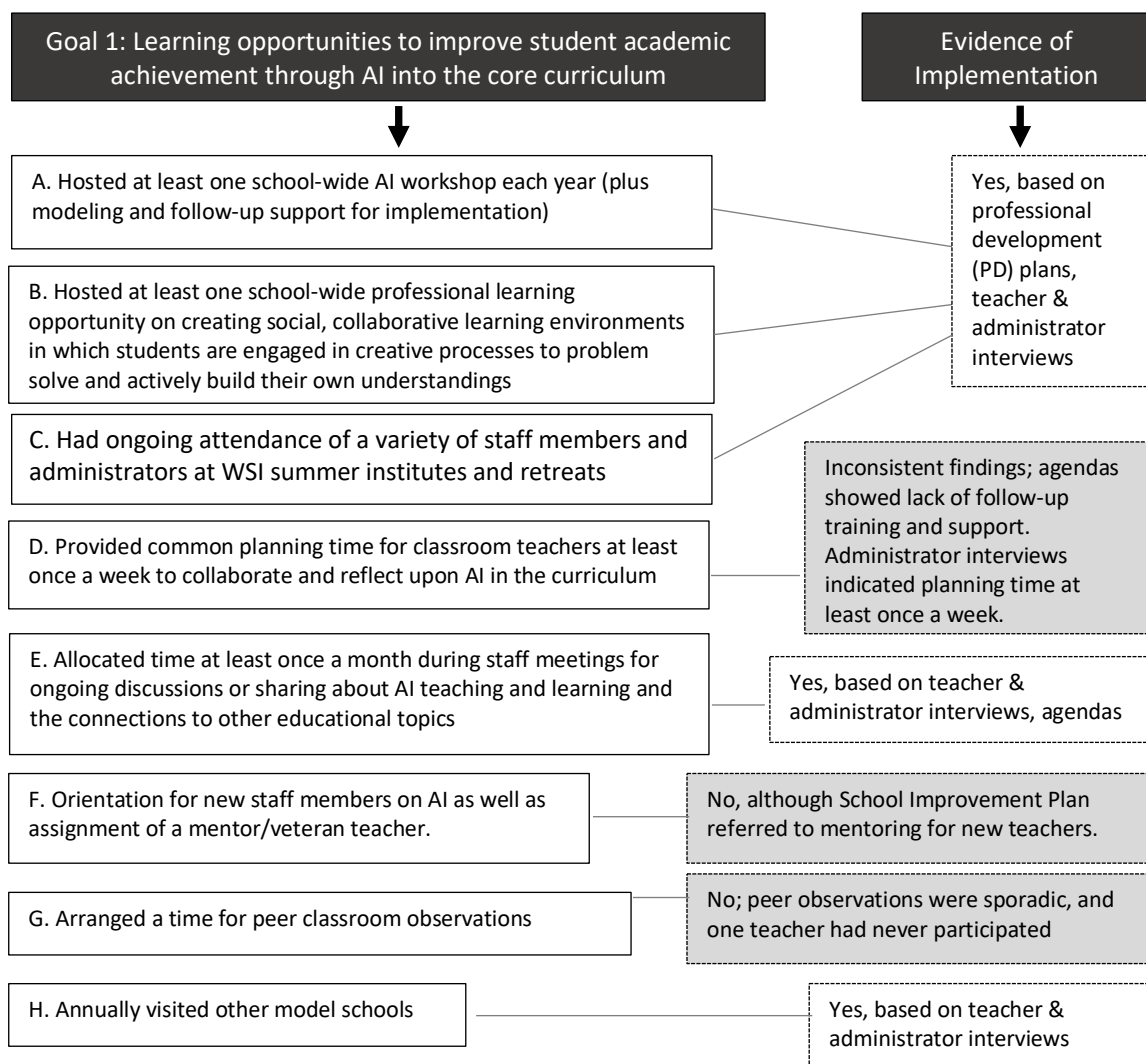 Goal 1: Learning opportunities to improve student academic
achievement through AI into the core curriculum
Evidence of
Implementation
A. Hosted at least one school-wide AI workshop each year (plus
modeling and follow-up support for implementation)
Yes, based on
professional
development
(PD) plans,
teacher &
administrator
interviews
B. Hosted at least one school-wide professional learning
opportunity on creating social, collaborative learning environments
in which students are engaged in creative processes to problem
solve and actively build their own understandings
C. Had ongoing attendance of a variety of staff members and
administrators at WSI summer institutes and retreats
D. Provided common planning time for classroom teachers at least
once a week to collaborate and reflect upon AI in the curriculum
Inconsistent findings; agendas
showed lack of follow-up
training and support.
Administrator interviews
indicated planning time at
least once a week.
E. Allocated time at least once a month during staff meetings for
ongoing discussions or sharing about AI teaching and learning and
the connections to other educational topics
Yes, based on teacher &
administrator interviews, agendas
F. Orientation for new staff members on AI as well as
assignment of a mentor/veteran teacher.
No, although School Improvement Plan
referred to mentoring for new teachers.
G. Arranged a time for peer classroom observations
No; peer observations were sporadic, and
one teacher had never participated
H. Annually visited other model schools
Yes, based on teacher &
administrator interviews